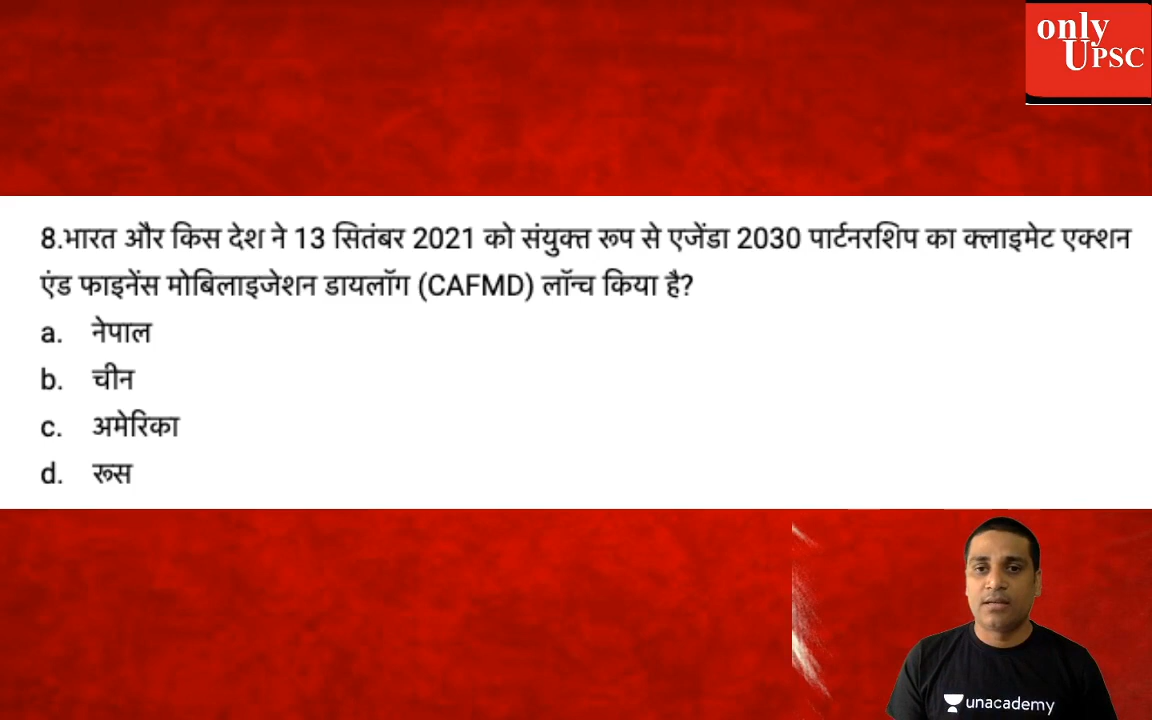 only
UPSC
8.भारत और किस देश ने 13 सितंबर 2021 को संयुक्त रूप से एजेंडा 2030 पार्टनरशिप का क्लाइमेट एक्शन
एंड फाइनेंस मोबिलाइजेशन डायलॉग (CAFMD) लॉन्च किया है?
a. नेपाल
b. चीन
c. अमेरिका
d. रूस
unacademy